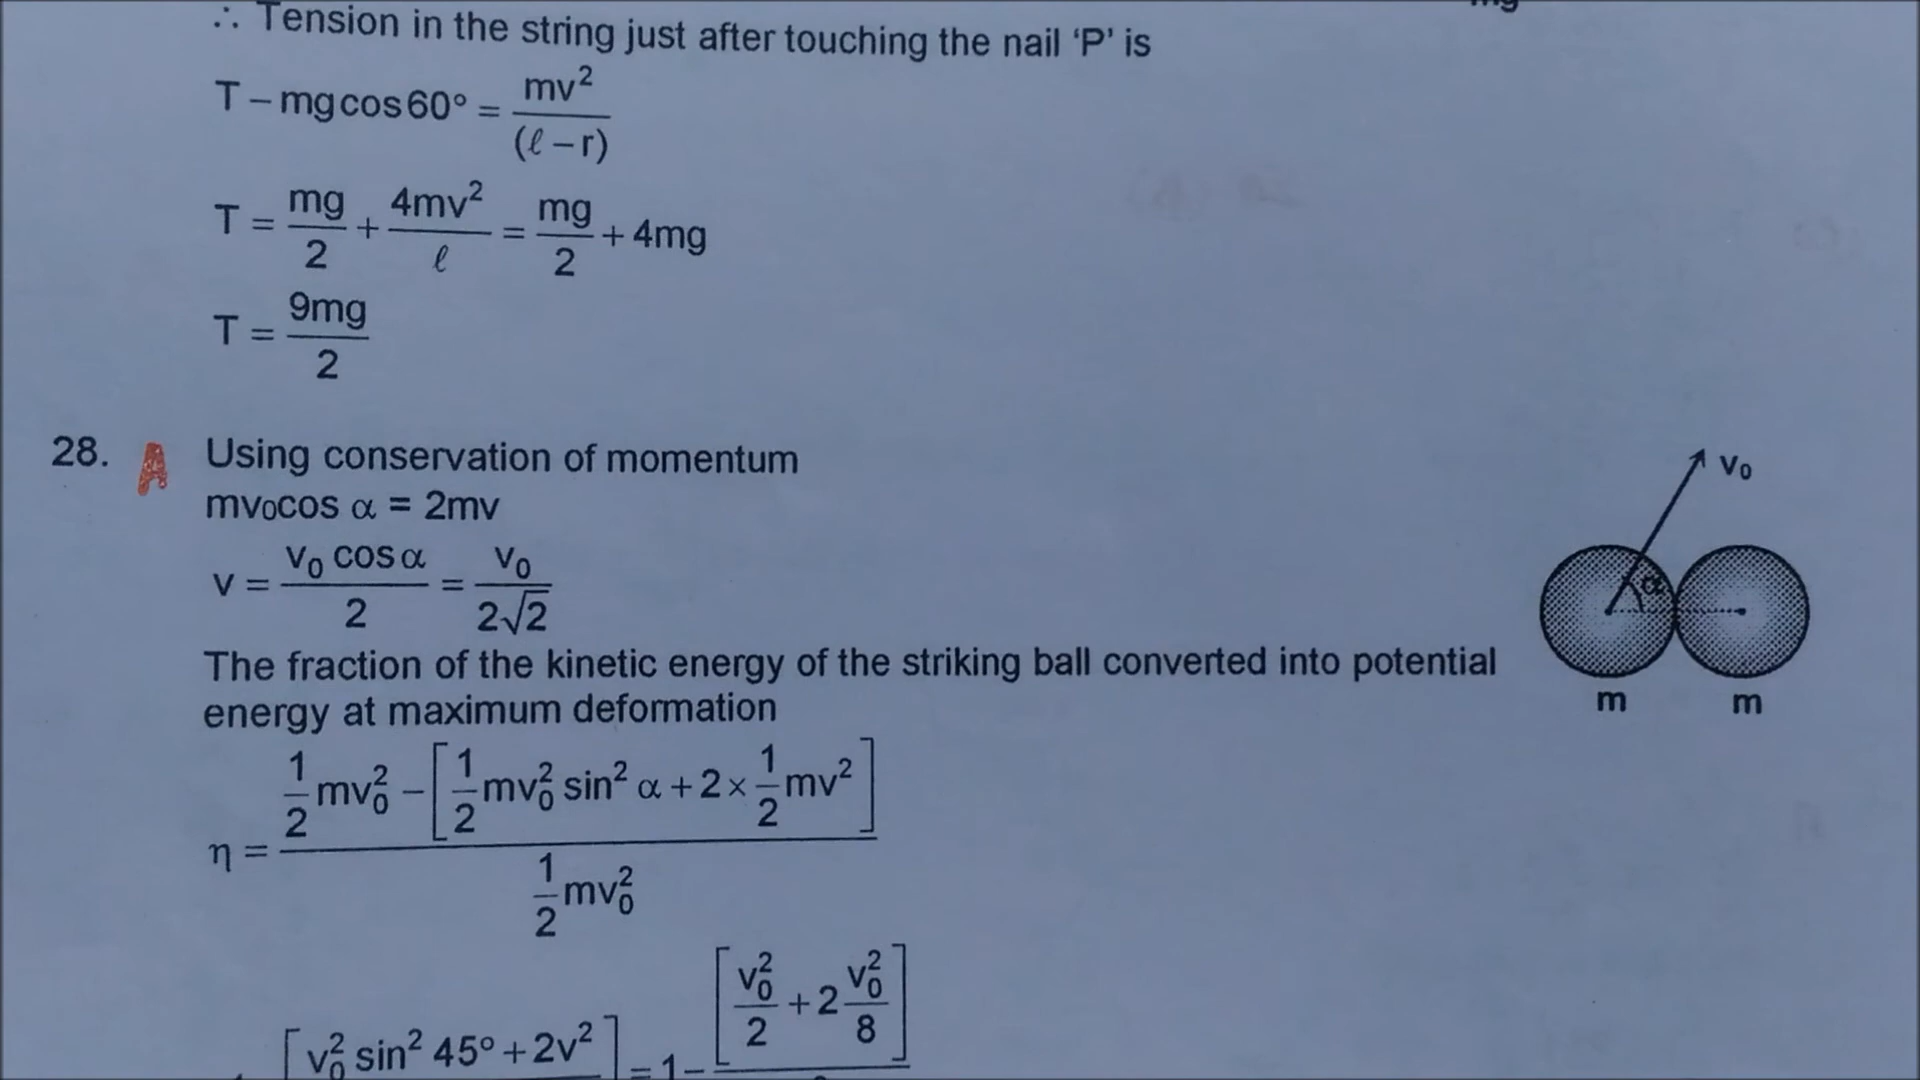 ∴ Tension in the string just after touching the nail ‘P’ is
T – mg cos 60° = mv² / (ℓ – r)
T = mg/2 + 4mv²/ℓ = mg/2 + 4mg
T = 9mg/2
28. A Using conservation of momentum
mv₀cos α = 2mv
v = v₀ cos α / 2 = v₀ / 2√2
The fraction of the kinetic energy of the striking ball converted into potential
energy at maximum deformation
η = (1/2 mv₀² – [1/2 mv₀² sin² α + 2 × 1/2 mv²]) / (1/2 mv₀²)
[v₀² sin² 45° + 2v²] = 1 – [v₀²/2 + 2 v₀²/8]
v₀
α
m m